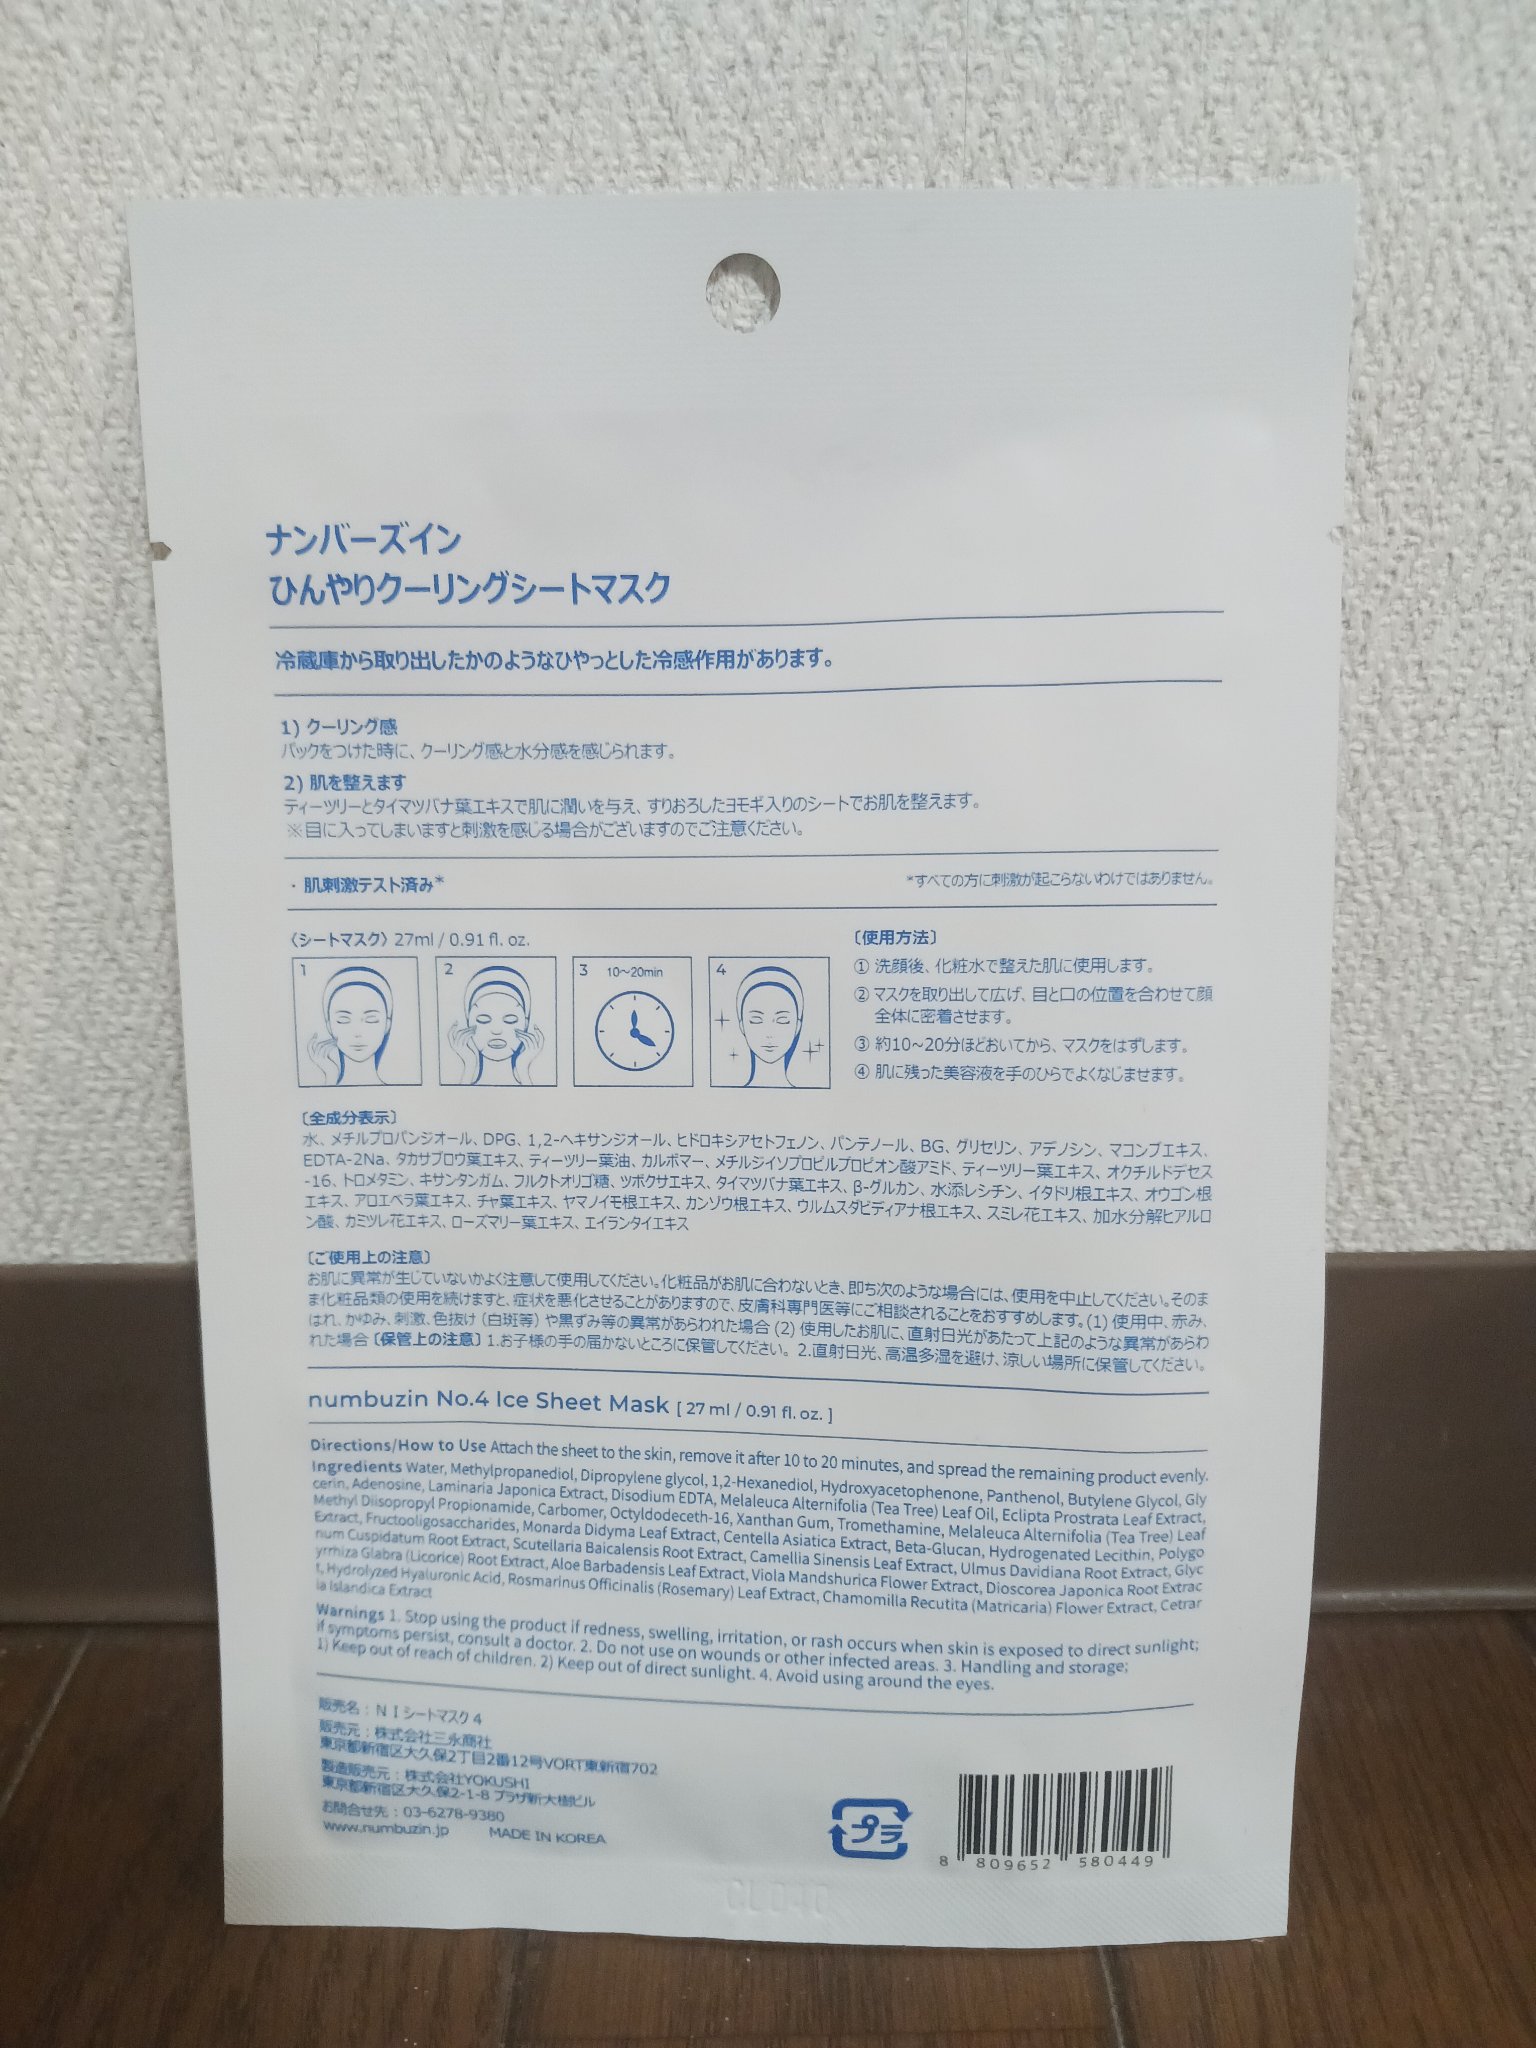 ナンバーズイン
ひんやりクーリングシートマスク
冷蔵庫から取り出したかのようなひやっとした冷感作用があります。
1) クーリング感
パックをつけた時に、クーリング感と水分感を感じられます。
2) 肌を整えます
ティーツリーとタイマツバナ葉エキスで肌に潤いを与え、すりおろしたヨモギ入りのシートでお肌を整えます。
※目に入ってしまいますと刺激を感じる場合がございますのでご注意ください。
・肌刺激テスト済み*
*すべての方に刺激が起こらないわけではありません。
〈シートマスク〉27ml / 0.91 fl. oz.
1
2
3 10~20min
4
〔使用方法〕
① 洗顔後、化粧水で整えた肌に使用します。
② マスクを取り出して広げ、目と口の位置を合わせて顔
全体に密着させます。
③ 約10~20分ほどおいてから、マスクをはずします。
④ 肌に残った美容液を手のひらでよくなじませます。
〔全成分表示〕
水、メチルプロパンジオール、DPG、1,2-ヘキサンジオール、ヒドロキシアセトフェノン、パンテノール、BG、グリセリン、アデノシン、マコンブエキス、
EDTA-2Na、タカサブロウ葉エキス、ティーツリー葉油、カルボマー、メチルジイソプロピルプロピオン酸アミド、ティーツリー葉エキス、オクチルドデセス
-16、トロメタミン、キサンタンガム、フルクトオリゴ糖、ツボクサエキス、タイマツバナ葉エキス、β-グルカン、水添レシチン、イタドリ根エキス、オウゴン根
エキス、アロエベラ葉エキス、チャ葉エキス、ヤマノイモ根エキス、カンゾウ根エキス、ウルムスダビディアナ根エキス、スミレ花エキス、加水分解ヒアルロ
ン酸、カミツレ花エキス、ローズマリー葉エキス、エイランタイエキス
〔ご使用上の注意〕
お肌に異常が生じていないかよく注意して使用してください。化粧品がお肌に合わないとき、即ち次のような場合には、使用を中止してください。そのま
ま化粧品類の使用を続けますと、症状を悪化させることがありますので、皮膚科専門医等にご相談されることをおすすめします。(1) 使用中、赤み、
はれ、かゆみ、刺激、色抜け（白斑等）や黒ずみ等の異常があらわれた場合 (2) 使用したお肌に、直射日光があたって上記のような異常があらわ
れた場合〔保管上の注意〕1.お子様の手の届かないところに保管してください。 2.直射日光、高温多湿を避け、涼しい場所に保管してください。
numbuzin No.4 Ice Sheet Mask [ 27 ml / 0.91 fl. oz. ]
Directions/How to Use Attach the sheet to the skin, remove it after 10 to 20 minutes, and spread the remaining product evenly.
Ingredients Water, Methylpropanediol, Dipropylene glycol, 1,2-Hexanediol, Hydroxyacetophenone, Panthenol, Butylene Glycol, Gly
cerin, Adenosine, Laminaria Japonica Extract, Disodium EDTA, Melaleuca Alternifolia (Tea Tree) Leaf Oil, Eclipta Prostrata Leaf Extract,
Methyl Diisopropyl Propionamide, Carbomer, Octyldodeceth-16, Xanthan Gum, Tromethamine, Melaleuca Alternifolia (Tea Tree) Leaf
Extract, Fructooligosaccharides, Monarda Didyma Leaf Extract, Centella Asiatica Extract, Beta-Glucan, Hydrogenated Lecithin, Polygo
num Cuspidatum Root Extract, Scutellaria Baicalensis Root Extract, Camellia Sinensis Leaf Extract, Ulmus Davidiana Root Extract, Glyc
yrrhiza Glabra (Licorice) Root Extract, Aloe Barbadensis Leaf Extract, Viola Mandshurica Flower Extract, Dioscorea Japonica Root Extrac
t, Hydrolyzed Hyaluronic Acid, Rosmarinus Officinalis (Rosemary) Leaf Extract, Chamomilla Recutita (Matricaria) Flower Extract, Cetrar
ia Islandica Extract
Warnings 1. Stop using the product if redness, swelling, irritation, or rash occurs when skin is exposed to direct sunlight;
if symptoms persist, consult a doctor. 2. Do not use on wounds or other infected areas. 3. Handling and storage;
1) Keep out of reach of children. 2) Keep out of direct sunlight. 4. Avoid using around the eyes.
販売名：ＮＩシートマスク４
販売元：株式会社三永商社
東京都新宿区大久保2丁目2番12号VORT東新宿702
製造販売元：株式会社YOKUSHI
東京都新宿区大久保2-1-8 プラザ新大樹ビル
お問合せ先：03-6278-9380
www.numbuzin.jp MADE IN KOREA
プラ
8 809652 580449